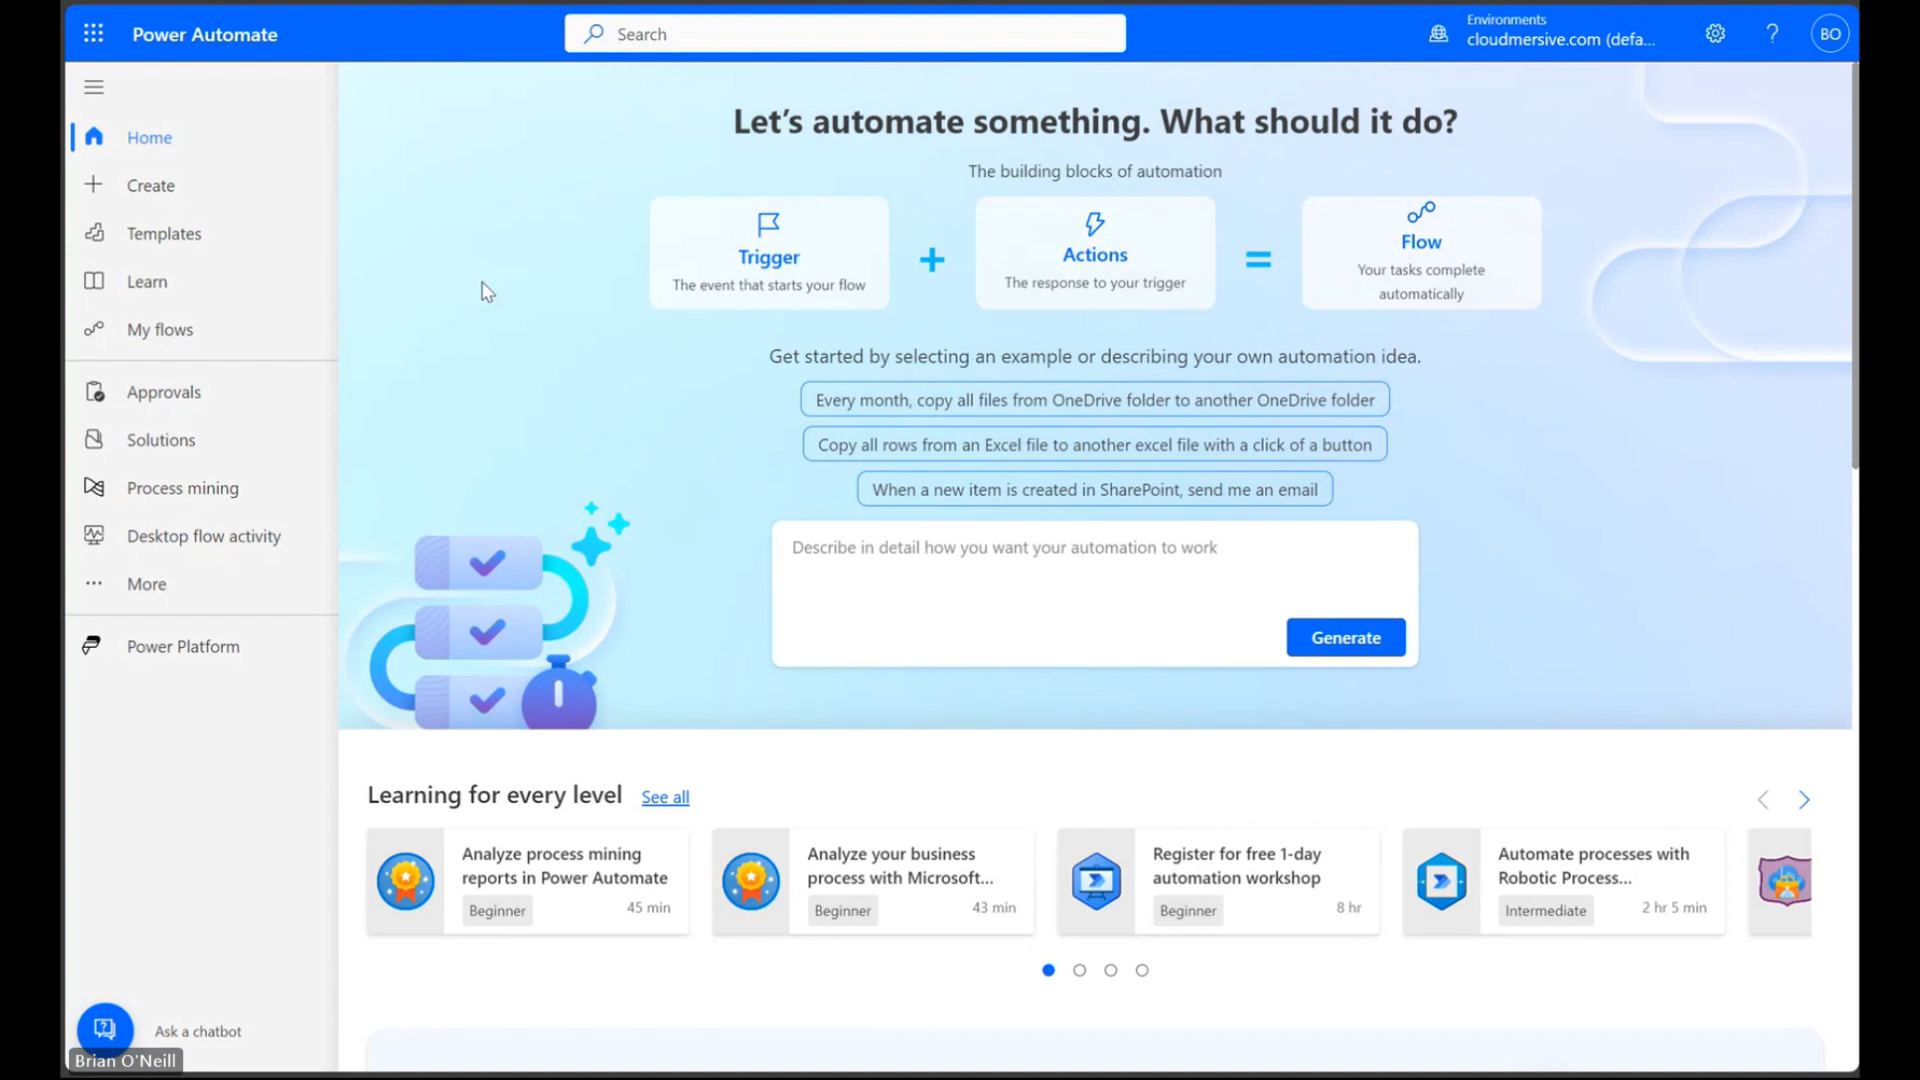 Power Automate
Search
Environments
cloudmersive.com (defa...
?
BO
Home
Create
Templates
Learn
My flows
Approvals
Solutions
Process mining
Desktop flow activity
More
Power Platform
Ask a chatbot
Brian O'Neill
Let's automate something. What should it do?
The building blocks of automation
Trigger
The event that starts your flow
+
Actions
The response to your trigger
=
Flow
Your tasks complete
automatically
Get started by selecting an example or describing your own automation idea.
Every month, copy all files from OneDrive folder to another OneDrive folder
Copy all rows from an Excel file to another excel file with a click of a button
When a new item is created in SharePoint, send me an email
Describe in detail how you want your automation to work
Generate
Learning for every level
See all
Analyze process mining
reports in Power Automate
Beginner
45 min
Analyze your business
process with Microsoft...
Beginner
43 min
Register for free 1-day
automation workshop
Beginner
8 hr
Automate processes with
Robotic Process...
Intermediate
2 hr 5 min